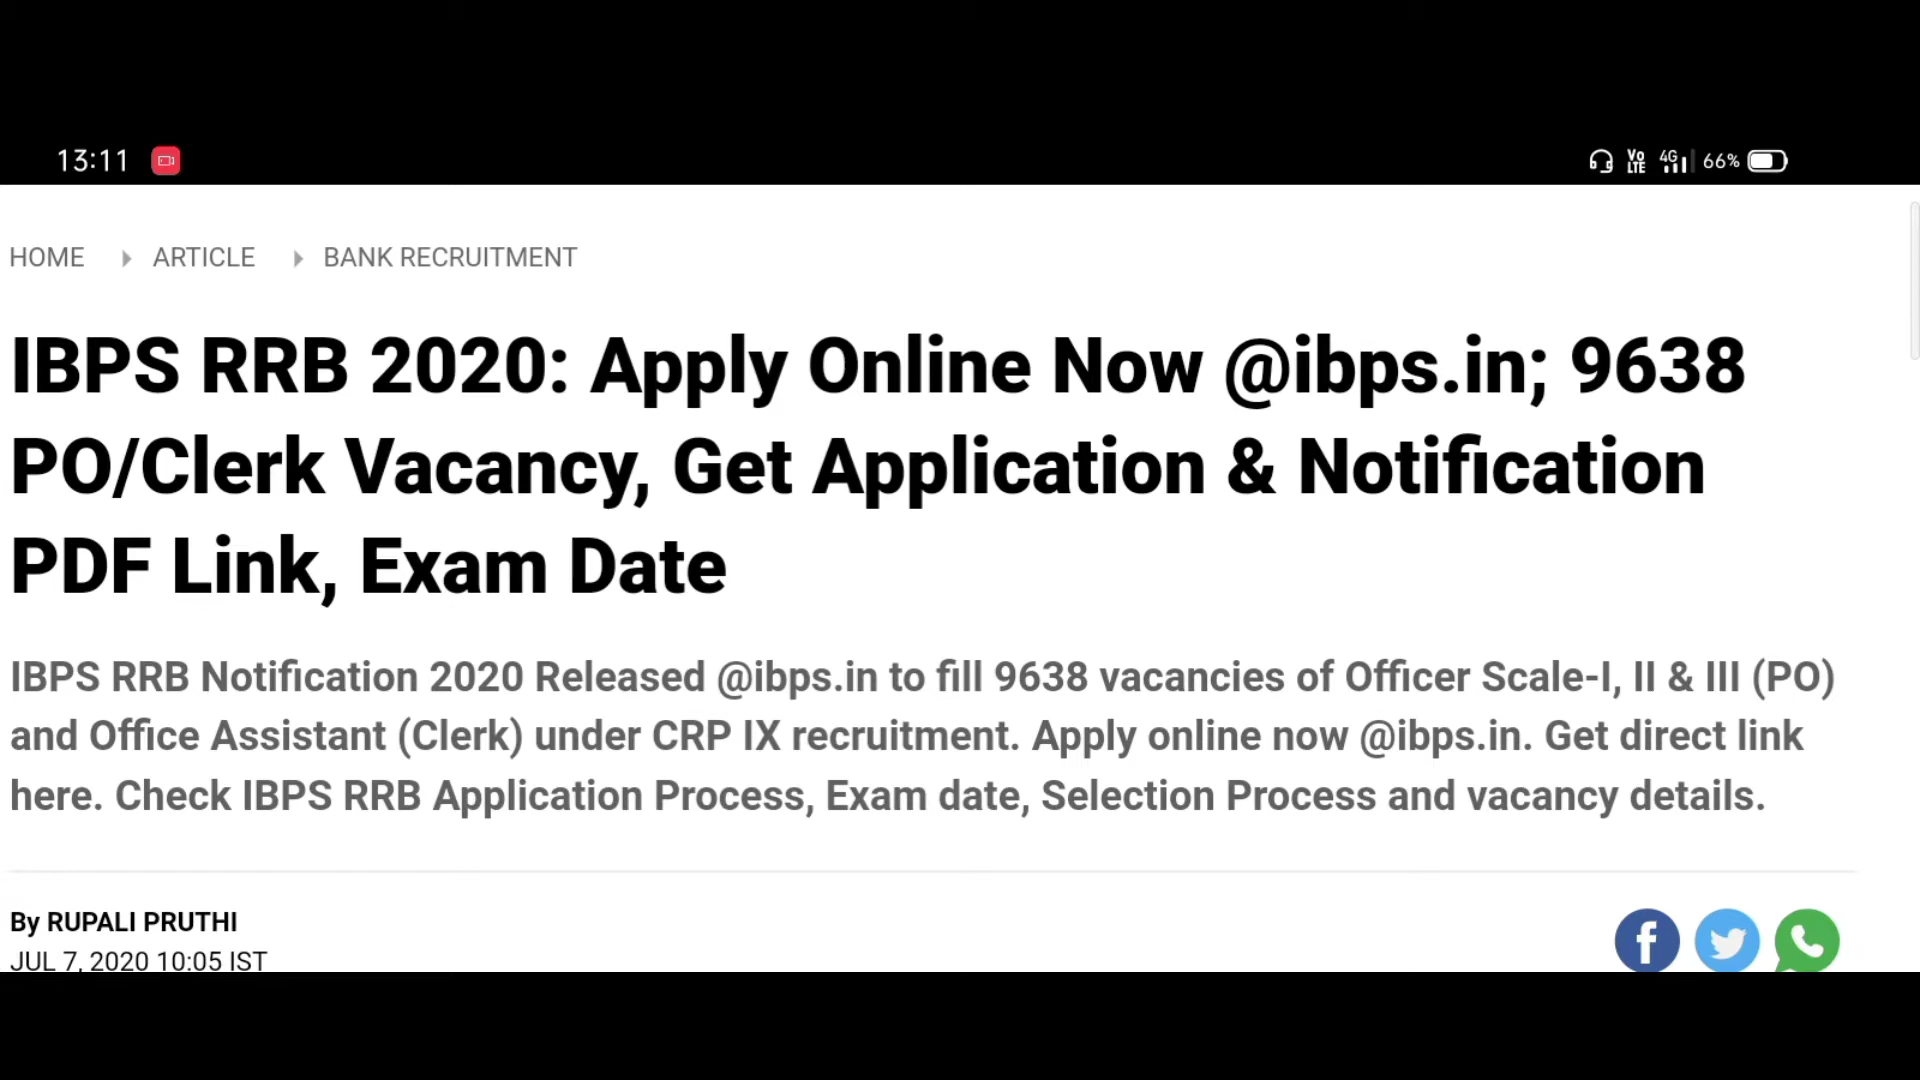 13:11
Vo LTE 4G 66%
HOME ARTICLE BANK RECRUITMENT
IBPS RRB 2020: Apply Online Now @ibps.in; 9638
PO/Clerk Vacancy, Get Application & Notification
PDF Link, Exam Date
IBPS RRB Notification 2020 Released @ibps.in to fill 9638 vacancies of Officer Scale-I, II & III (PO)
and Office Assistant (Clerk) under CRP IX recruitment. Apply online now @ibps.in. Get direct link
here. Check IBPS RRB Application Process, Exam date, Selection Process and vacancy details.
By RUPALI PRUTHI
JUL 7, 2020 10:05 IST